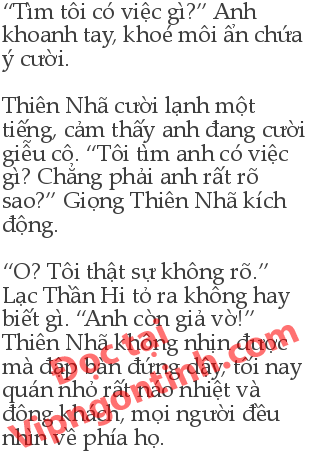 “Tìm tôi có việc gì?” Anh
khoanh tay, khoé môi ẩn chứa
ý cười.
Thiên Nhã cười lạnh một
tiếng, cảm thấy anh đang cười
giễu cô. “Tôi tìm anh có việc
gì? Chẳng phải anh rất rõ
sao?” Giọng Thiên Nhã kích
động.
“O? Tôi thật sự không rõ.”
Lạc Thần Hi tỏ ra không hay
biết gì. “Anh còn giả vờ!”
Thiên Nhã không nhịn được
mà đập bàn đứng dậy, tối nay
quán nhỏ rất náo nhiệt và
đông khách, mọi người đều
nhìn về phía họ.
Đọc tại
Vipngontinh.com